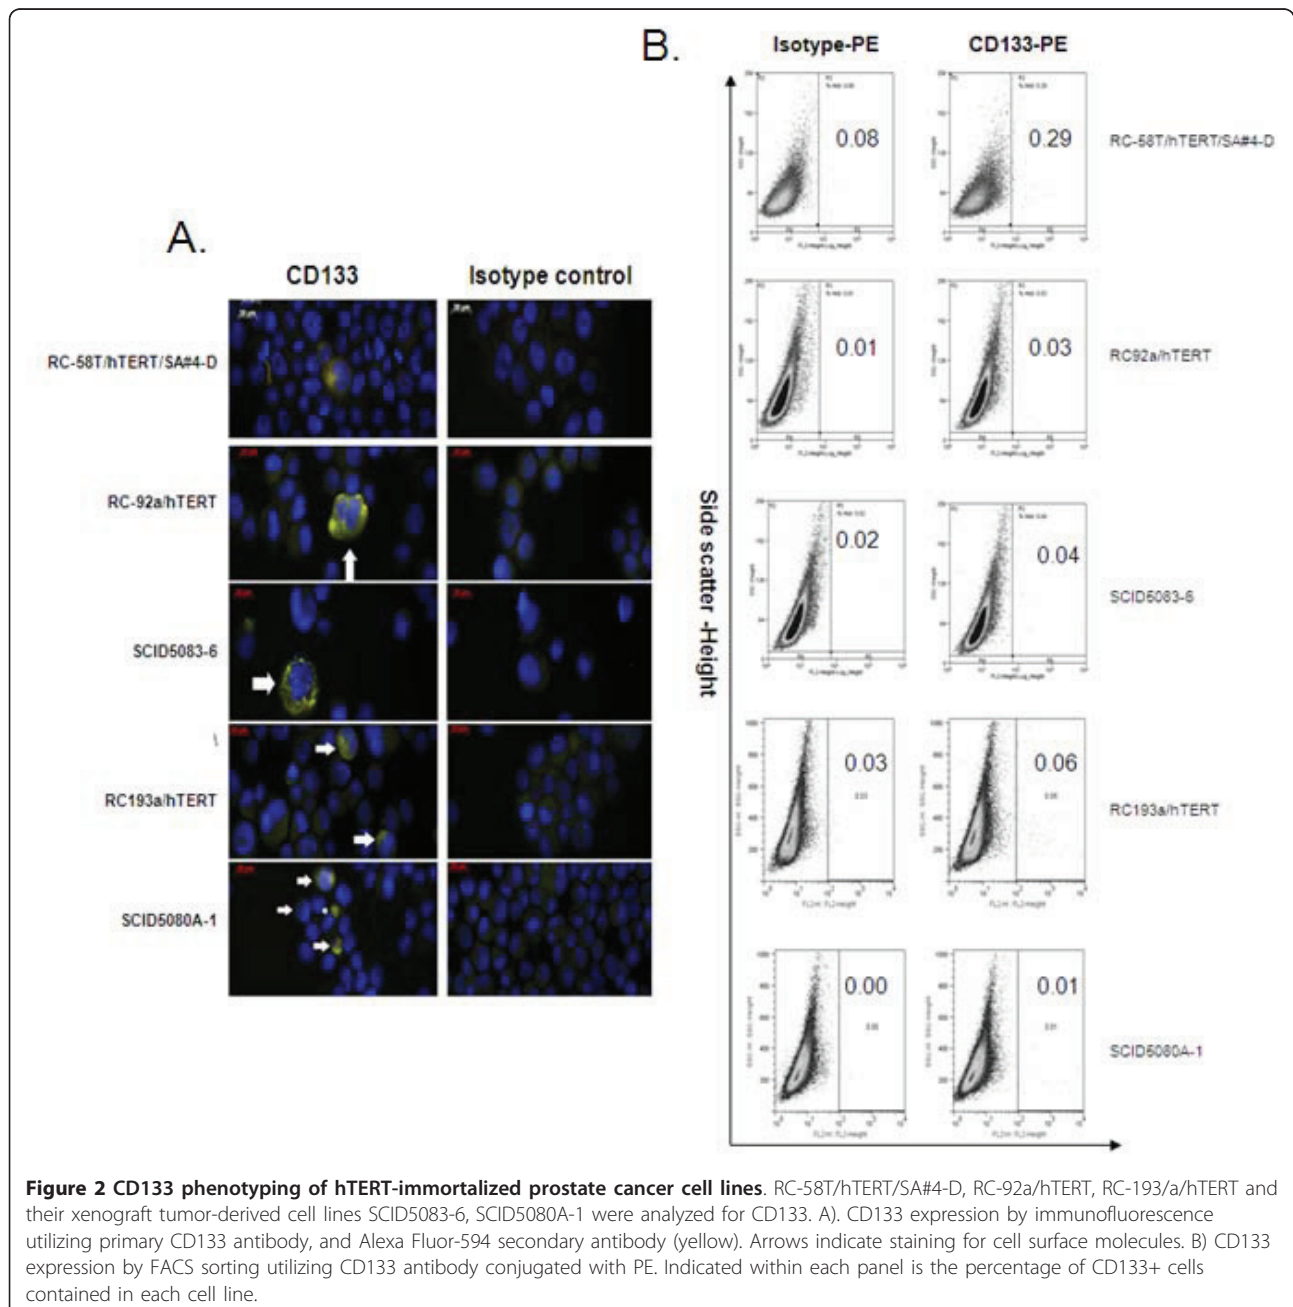 A.
CD133 Isotype control
RC-58T/hTERT/SA#4-D
RC-92a/hTERT
SCID5083-6
\
RC193a/hTERT
SCID5080A-1
B.
Isotype-PE CD133-PE
Side scatter -Height
0.08 0.29 RC-58T/hTERT/SA#4-D
0.01 0.03 RC92a/hTERT
0.02 0.04 SCID5083-6
0.03 0.06 RC193a/hTERT
0.00 0.01 SCID5080A-1
Figure 2 CD133 phenotyping of hTERT-immortalized prostate cancer cell lines. RC-58T/hTERT/SA#4-D, RC-92a/hTERT, RC-193/a/hTERT and
their xenograft tumor-derived cell lines SCID5083-6, SCID5080A-1 were analyzed for CD133. A). CD133 expression by immunofluorescence
utilizing primary CD133 antibody, and Alexa Fluor-594 secondary antibody (yellow). Arrows indicate staining for cell surface molecules. B) CD133
expression by FACS sorting utilizing CD133 antibody conjugated with PE. Indicated within each panel is the percentage of CD133+ cells
contained in each cell line.